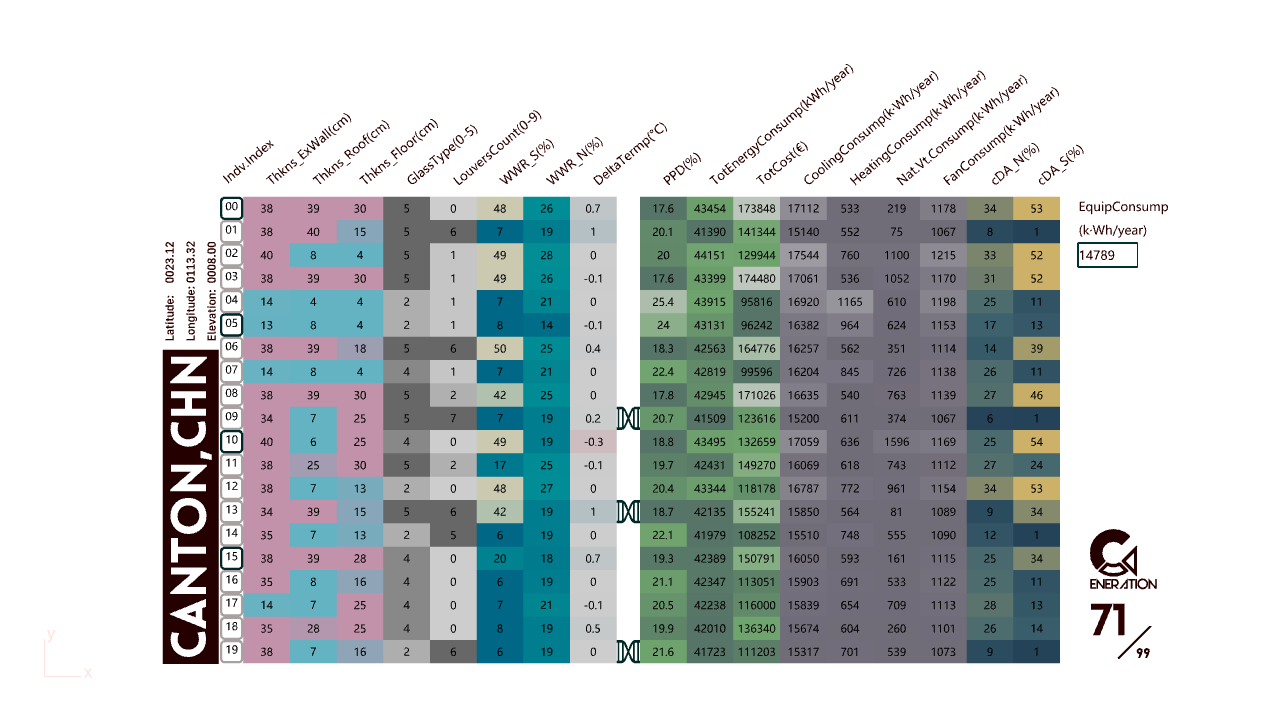 Indv.Index Thkns_ExWall(cm) Thkns_Roof(cm) Thkns_Floor(cm) GlassType(0-5) LouversCount(0-9) WWR_S(%) WWR_N(%) DeltaTermp(°C) PPD(%) TotEnergyConsump(kWh/year) TotCost(€) CoolingConsump(k·Wh/year) HeatingConsump(k·Wh/year) Nat.Vt.Consump(k·Wh/year) FanConsump(k·Wh/year) cDA_N(%) cDA_S(%)
00 38 39 30 5 0 48 26 0.7 17.6 43454 173848 17112 533 219 1178 34 53
01 38 40 15 5 6 7 19 1 20.1 41390 141344 15140 552 75 1067 8 1
02 40 8 4 5 1 49 28 0 20 44151 129944 17544 760 1100 1215 33 52
03 38 39 30 5 1 49 26 -0.1 17.6 43399 174480 17061 536 1052 1170 31 52
04 14 4 4 2 1 7 21 0 25.4 43915 95816 16920 1165 610 1198 25 11
05 13 8 4 2 1 8 14 -0.1 24 43131 96242 16382 964 624 1153 17 13
06 38 39 18 5 6 50 25 0.4 18.3 42563 164776 16257 562 351 1114 14 39
07 14 8 4 4 1 7 21 0 22.4 42819 99596 16204 845 726 1138 26 11
08 38 39 30 5 2 42 25 0 17.8 42945 171026 16635 540 763 1139 27 46
09 34 7 25 5 7 7 19 0.2 20.7 41509 123616 15200 611 374 1067 6 1
10 40 6 25 4 0 49 19 -0.3 18.8 43495 132659 17059 636 1596 1169 25 54
11 38 25 30 5 2 17 25 -0.1 19.7 42431 149270 16069 618 743 1112 27 24
12 38 7 13 2 0 48 27 0 20.4 43344 118178 16787 772 961 1154 34 53
13 34 39 15 5 6 42 19 1 18.7 42135 155241 15850 564 81 1089 9 34
14 35 7 13 2 5 6 19 0 22.1 41979 108252 15510 748 555 1090 12 1
15 38 39 28 4 0 20 18 0.7 19.3 42389 150791 16050 593 161 1115 25 34
16 35 8 16 4 0 6 19 0 21.1 42347 113051 15903 691 533 1122 25 11
17 14 7 25 4 0 7 21 -0.1 20.5 42238 116000 15839 654 709 1113 28 13
18 35 28 25 4 0 8 19 0.5 19.9 42010 136340 15674 604 260 1101 26 14
19 38 7 16 2 6 6 19 0 21.6 41723 111203 15317 701 539 1073 9 1
Latitude: 0023.12
Longitude: 0113.32
Elevation: 0008.00
CANTON,CHN
EquipConsump
(k·Wh/year)
14789
ENERATION
71
99
y
x